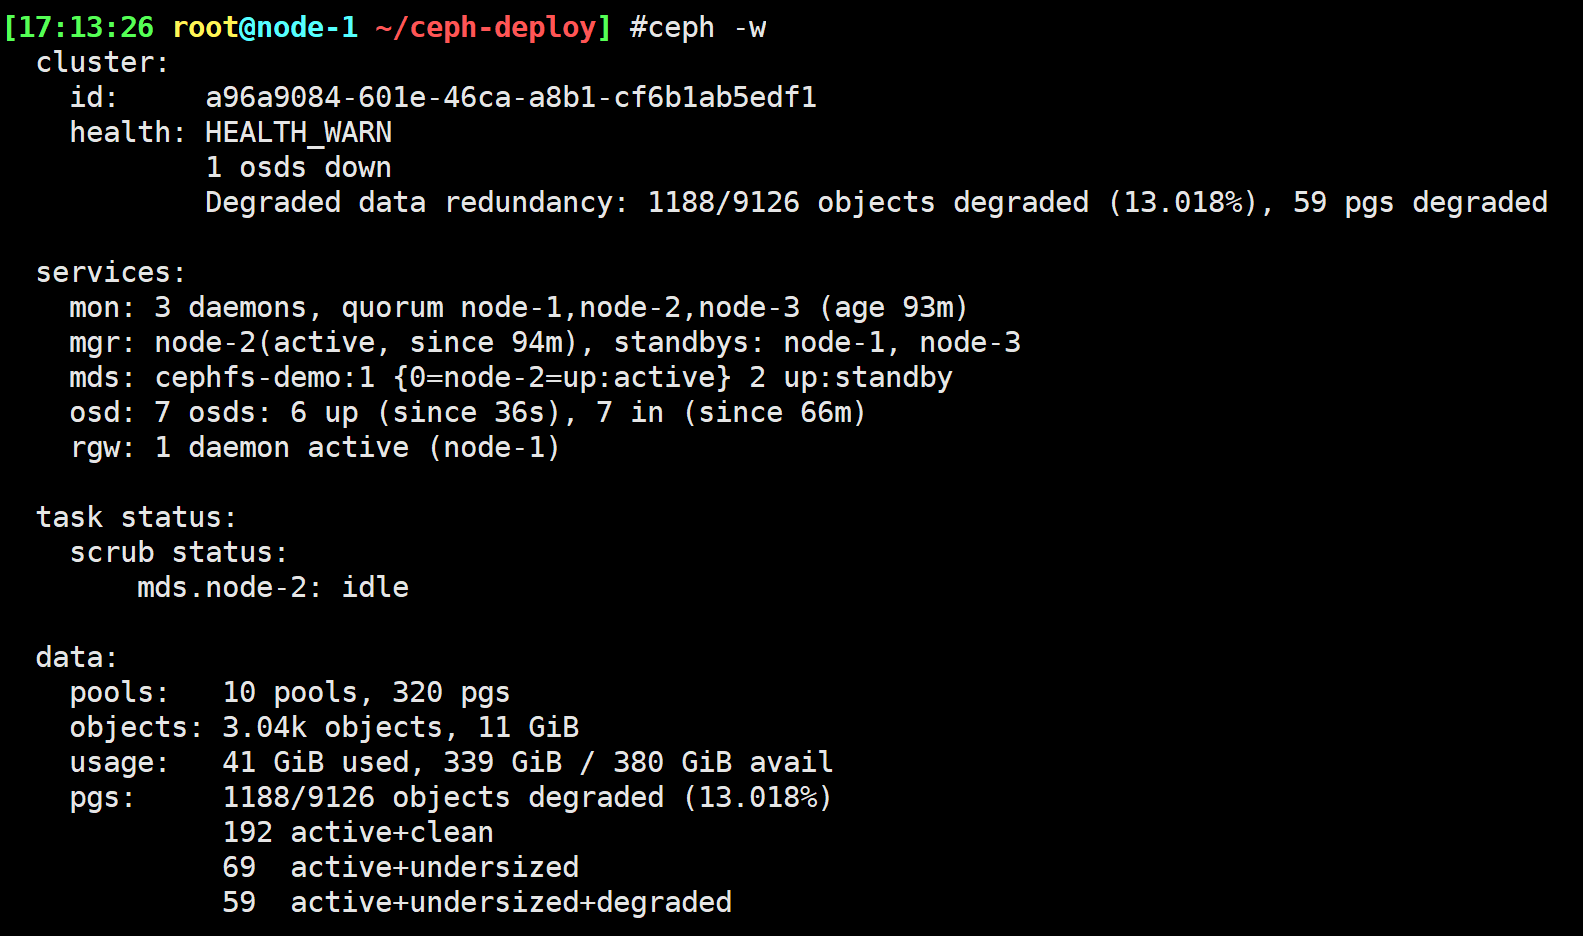 [17:13:26 root@node-1 ~/ceph-deploy] #ceph -w
  cluster:
    id:     a96a9084-601e-46ca-a8b1-cf6b1ab5edf1
    health: HEALTH_WARN
            1 osds down
            Degraded data redundancy: 1188/9126 objects degraded (13.018%), 59 pgs degraded

  services:
    mon: 3 daemons, quorum node-1,node-2,node-3 (age 93m)
    mgr: node-2(active, since 94m), standbys: node-1, node-3
    mds: cephfs-demo:1 {0=node-2=up:active} 2 up:standby
    osd: 7 osds: 6 up (since 36s), 7 in (since 66m)
    rgw: 1 daemon active (node-1)

  task status:
    scrub status:
        mds.node-2: idle

  data:
    pools:   10 pools, 320 pgs
    objects: 3.04k objects, 11 GiB
    usage:   41 GiB used, 339 GiB / 380 GiB avail
    pgs:     1188/9126 objects degraded (13.018%)
             192 active+clean
             69  active+undersized
             59  active+undersized+degraded